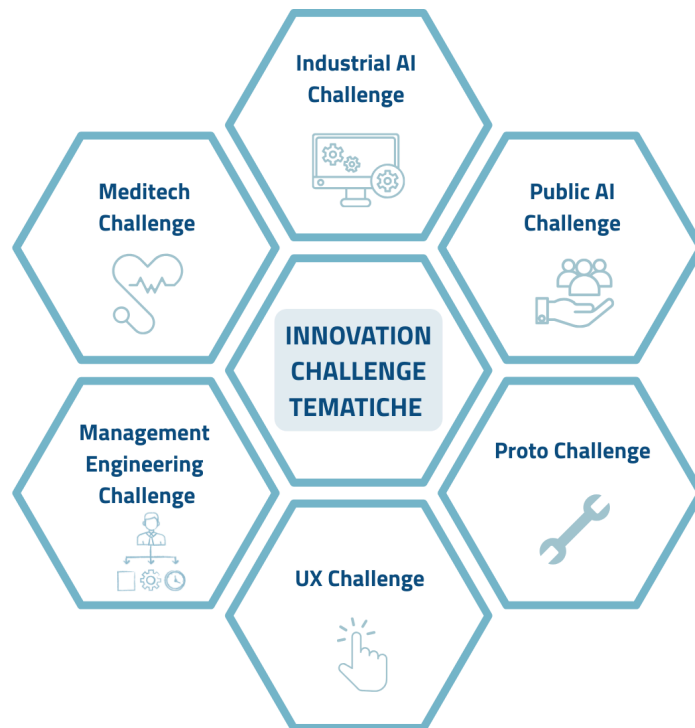 Industrial AI
Challenge
Meditech
Challenge
Public AI
Challenge
INNOVATION
CHALLENGE
TEMATICHE
Management
Engineering
Challenge
Proto Challenge
UX Challenge